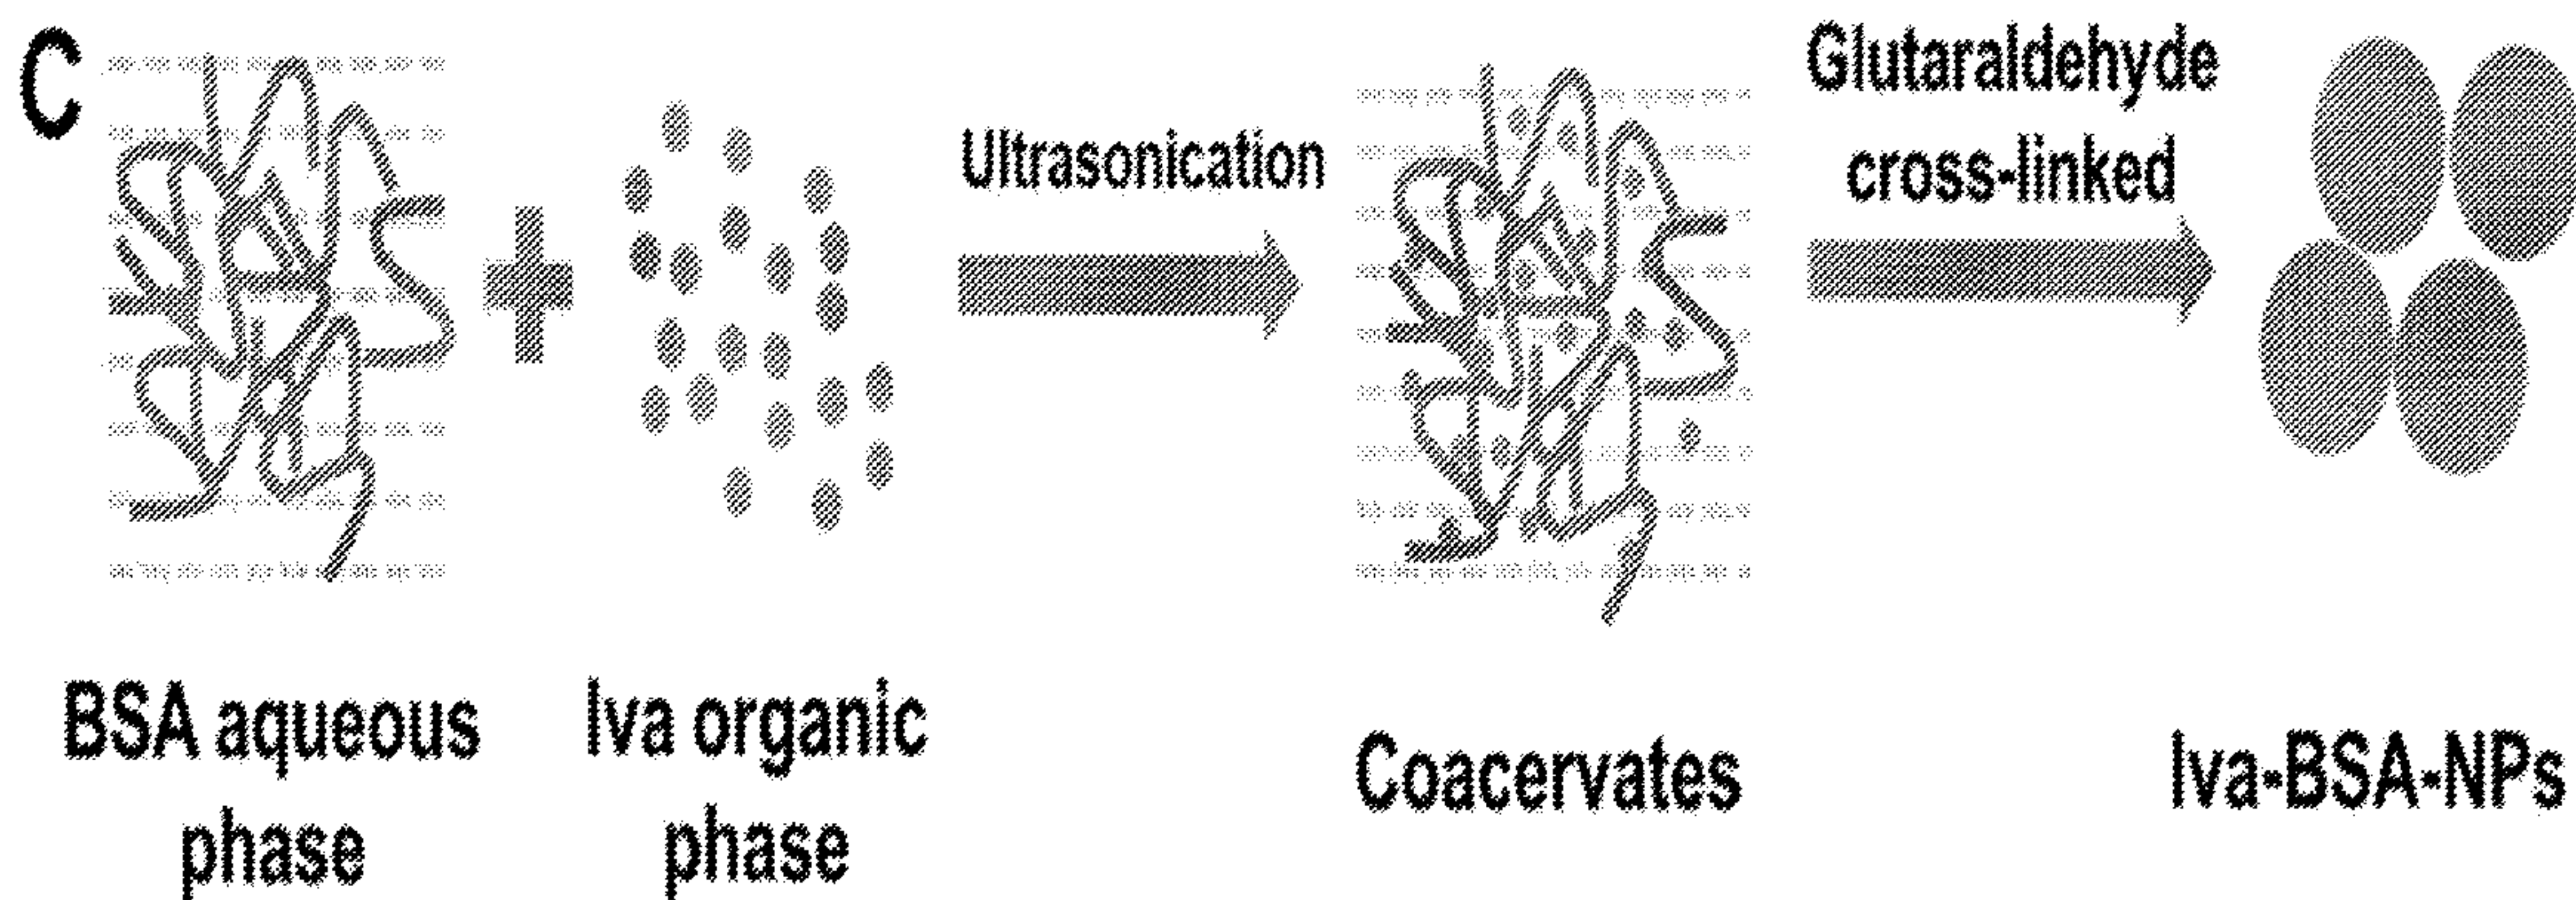 C
Ultrasonication
Glutaraldehyde
cross-linked
BSA aqueous
phase
Iva organic
phase
Coacervates
Iva-BSA-NPs